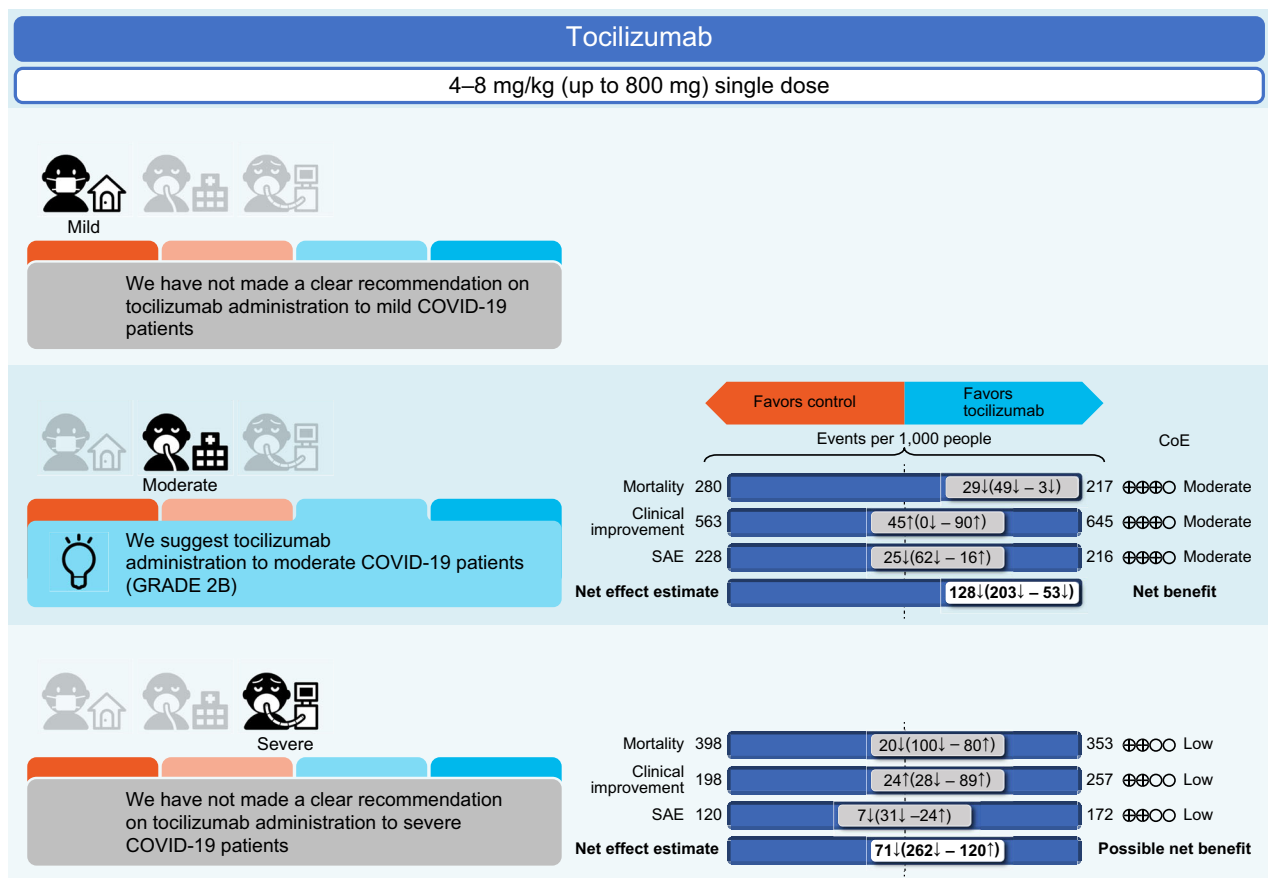 Tocilizumab
4–8 mg/kg (up to 800 mg) single dose
Mild
We have not made a clear recommendation on
tocilizumab administration to mild COVID-19
patients
Moderate
We suggest tocilizumab
administration to moderate COVID-19 patients
(GRADE 2B)
Favors control
Favors
tocilizumab
Events per 1,000 people
CoE
Mortality 280 29↓(49↓ – 3↓) 217 ⊕⊕⊕○ Moderate
Clinical
improvement 563 45↑(0↓ – 90↑) 645 ⊕⊕⊕○ Moderate
SAE 228 25↓(62↓ – 16↑) 216 ⊕⊕⊕○ Moderate
Net effect estimate 128↓(203↓ – 53↓) Net benefit
Severe
We have not made a clear recommendation
on tocilizumab administration to severe
COVID-19 patients
Mortality 398 20↓(100↓ – 80↑) 353 ⊕⊕○○ Low
Clinical
improvement 198 24↑(28↓ – 89↑) 257 ⊕⊕○○ Low
SAE 120 7↓(31↓ –24↑) 172 ⊕⊕○○ Low
Net effect estimate 71↓(262↓ – 120↑) Possible net benefit